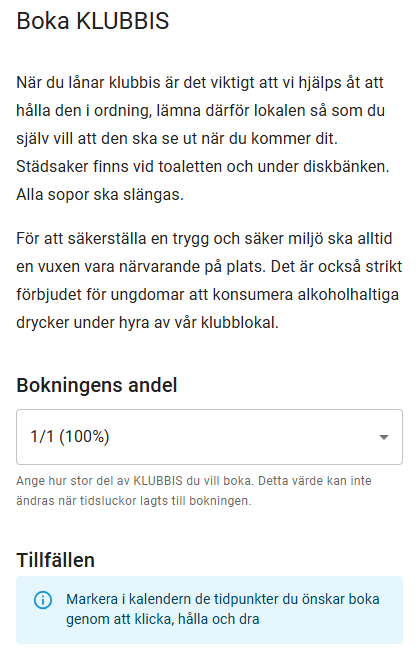 Boka KLUBBIS
När du lånar klubbis är det viktigt att vi hjälps åt att
hålla den i ordning, lämna därför lokalen så som du
själv vill att den ska se ut när du kommer dit.
Städsaker finns vid toaletten och under diskbänken.
Alla sopor ska slängas.
För att säkerställa en trygg och säker miljö ska alltid
en vuxen vara närvarande på plats. Det är också strikt
förbjudet för ungdomar att konsumera alkoholhaltiga
drycker under hyra av vår klubblokal.
Bokningens andel
1/1 (100%)
Ange hur stor del av KLUBBIS du vill boka. Detta värde kan inte
ändras när tidsluckor lagts till bokningen.
Tillfällen
Markera i kalendern de tidpunkter du önskar boka
genom att klicka, hålla och dra